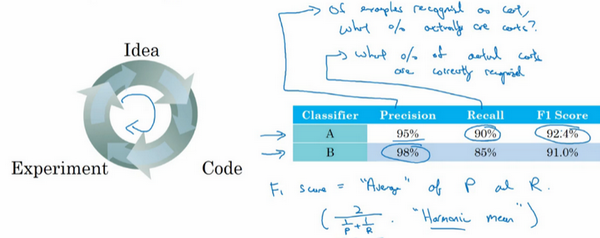 Of examples recognized as cats,
what % actually are cats?
what % of actual cats
are correctly recognized
Idea
Experiment
Code
Classifier Precision Recall F1 Score
A 95% 90% 92.4%
B 98% 85% 91.0%
F1 score = "Average" of P and R.
( 2 / (1/P + 1/R) . "Harmonic mean" )